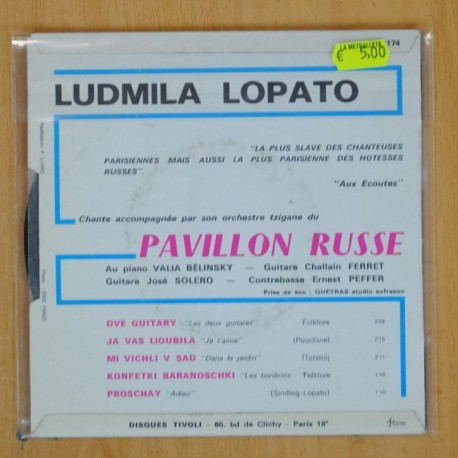 LA METRALLETA
€ 5,00
174
LUDMILA LOPATO
"LA PLUS SLAVE DES CHANTEUSES
PARISIENNES MAIS AUSSI LA PLUS PARISIENNE DES HOTESSES
RUSSES".
"Aux Ecoutes"
Chante accompagnée par son orchestre tzigane du
PAVILLON RUSSE
Au piano VALIA BELINSKY — Guitare Challain FERRET
Guitare José SOLERO — Contrebasse Ernest PEFFER
Prise de son : QUEYRAS studio sofreson
DVE GUITARY "Les deux guitares" Folklore
JA VAS LIOUBILA "Je t'aime" (Pouchine)
MI VICHLI V SAD "Dans le jardin" (Tolstoï)
KONFETKI BARANOSCHKI "Les bonbons Folklore
PROSCHAY "Adieu" (Sinding-Lopato)
DISQUES TIVOLI - 80, bd de Clichy - Paris 18°